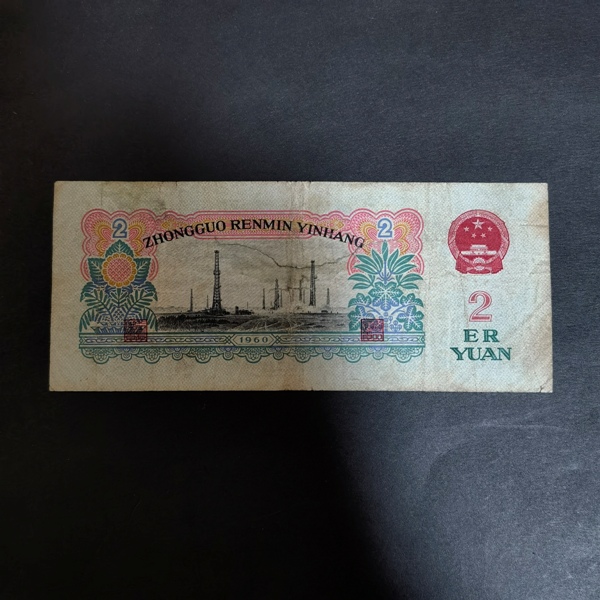 2
2
ZHONGGUO RENMIN YINHANG
1960
2
ER
YUAN